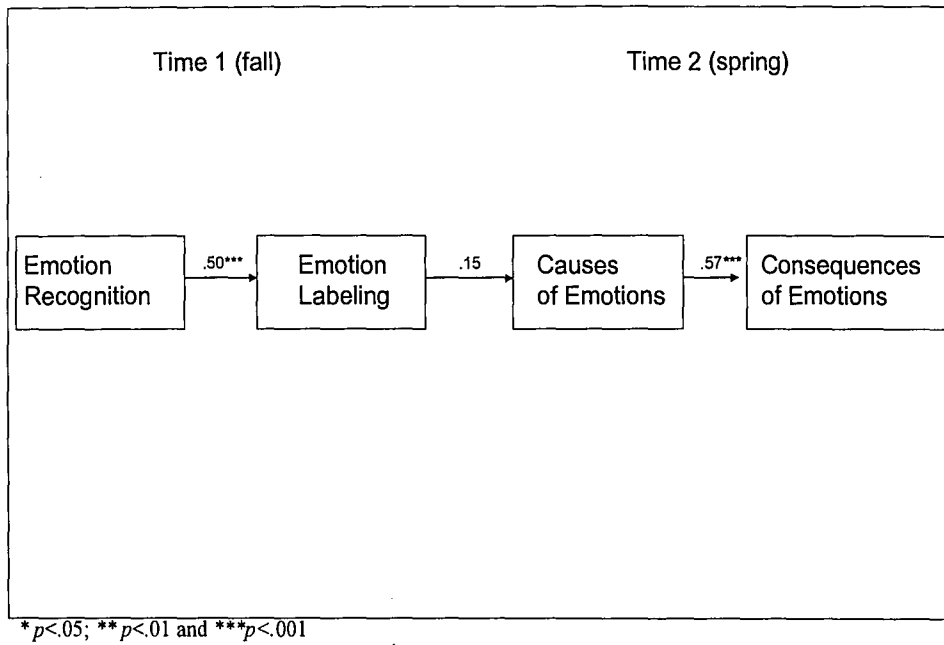 Time 1 (fall)
Time 2 (spring)
Emotion
Recognition
.50***
Emotion
Labeling
.15
Causes
of Emotions
.57***
Consequences
of Emotions
*p<.05; **p<.01 and ***p<.001